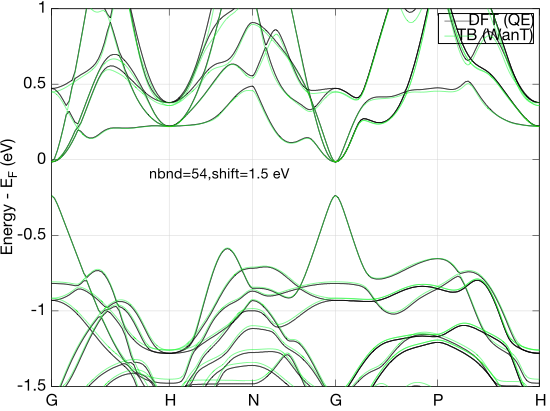 1
DFT (QE)
TB (WanT)
0.5
0
nbnd=54,shift=1.5 eV
Energy - E_F (eV)
-0.5
-1
-1.5
G H N G P H